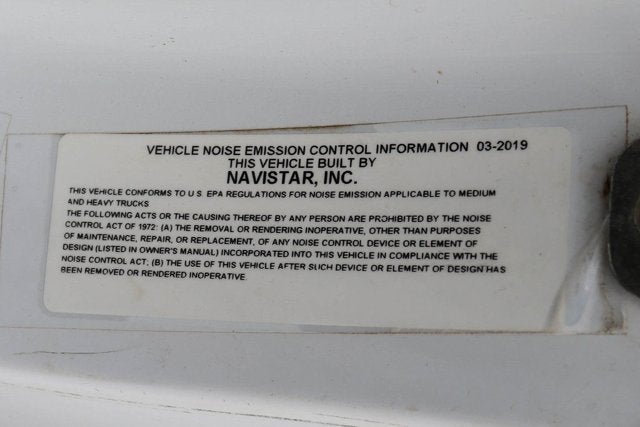 VEHICLE NOISE EMISSION CONTROL INFORMATION 03-2019
THIS VEHICLE BUILT BY
NAVISTAR, INC.
THIS VEHICLE CONFORMS TO U.S. EPA REGULATIONS FOR NOISE EMISSION APPLICABLE TO MEDIUM
AND HEAVY TRUCKS
THE FOLLOWING ACTS OR THE CAUSING THEREOF BY ANY PERSON ARE PROHIBITED BY THE NOISE
CONTROL ACT OF 1972: (A) THE REMOVAL OR RENDERING INOPERATIVE, OTHER THAN PURPOSES
OF MAINTENANCE, REPAIR, OR REPLACEMENT, OF ANY NOISE CONTROL DEVICE OR ELEMENT OF
DESIGN (LISTED IN OWNER'S MANUAL) INCORPORATED INTO THIS VEHICLE IN COMPLIANCE WITH THE
NOISE CONTROL ACT; (B) THE USE OF THIS VEHICLE AFTER SUCH DEVICE OR ELEMENT OF DESIGN HAS
BEEN REMOVED OR RENDERED INOPERATIVE.